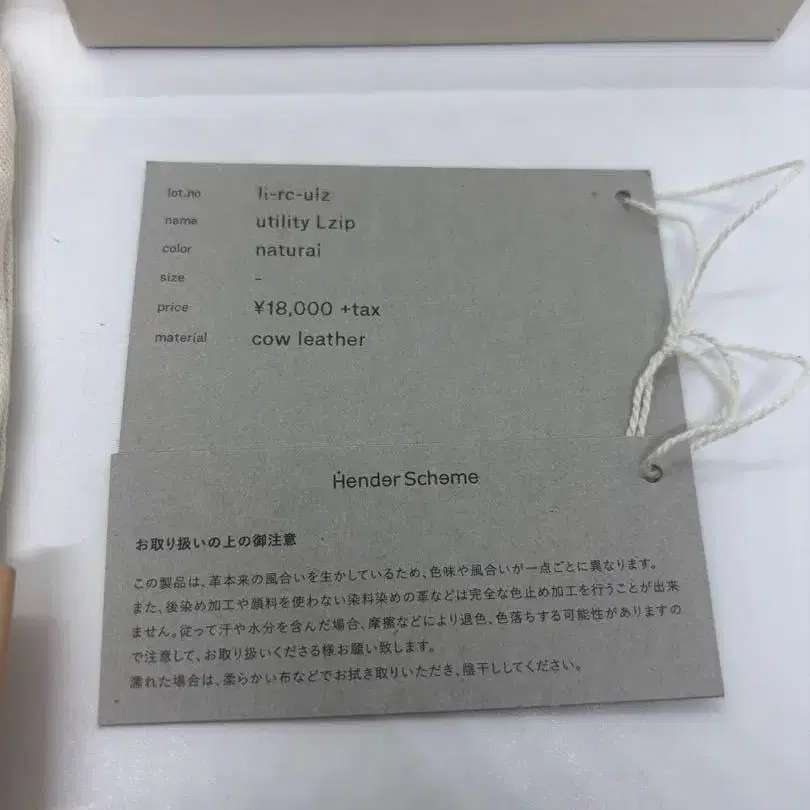 lot.no li-rc-ulz
name utility Lzip
color natural
size -
price ¥18,000 +tax
material cow leather
Hender Scheme
お取り扱いの上の御注意
この製品は、革本来の風合いを生かしているため、色味や風合いが一点ごとに異なります。
また、後染め加工や顔料を使わない染料染めの革などは完全な色止め加工を行うことが出来
ません。従って汗や水分を含んだ場合、摩擦などにより退色、色落ちする可能性がありますの
で注意して、お取り扱いくださる様お願い致します。
濡れた場合は、柔らかい布などでお拭き取りいただき、陰干ししてください。